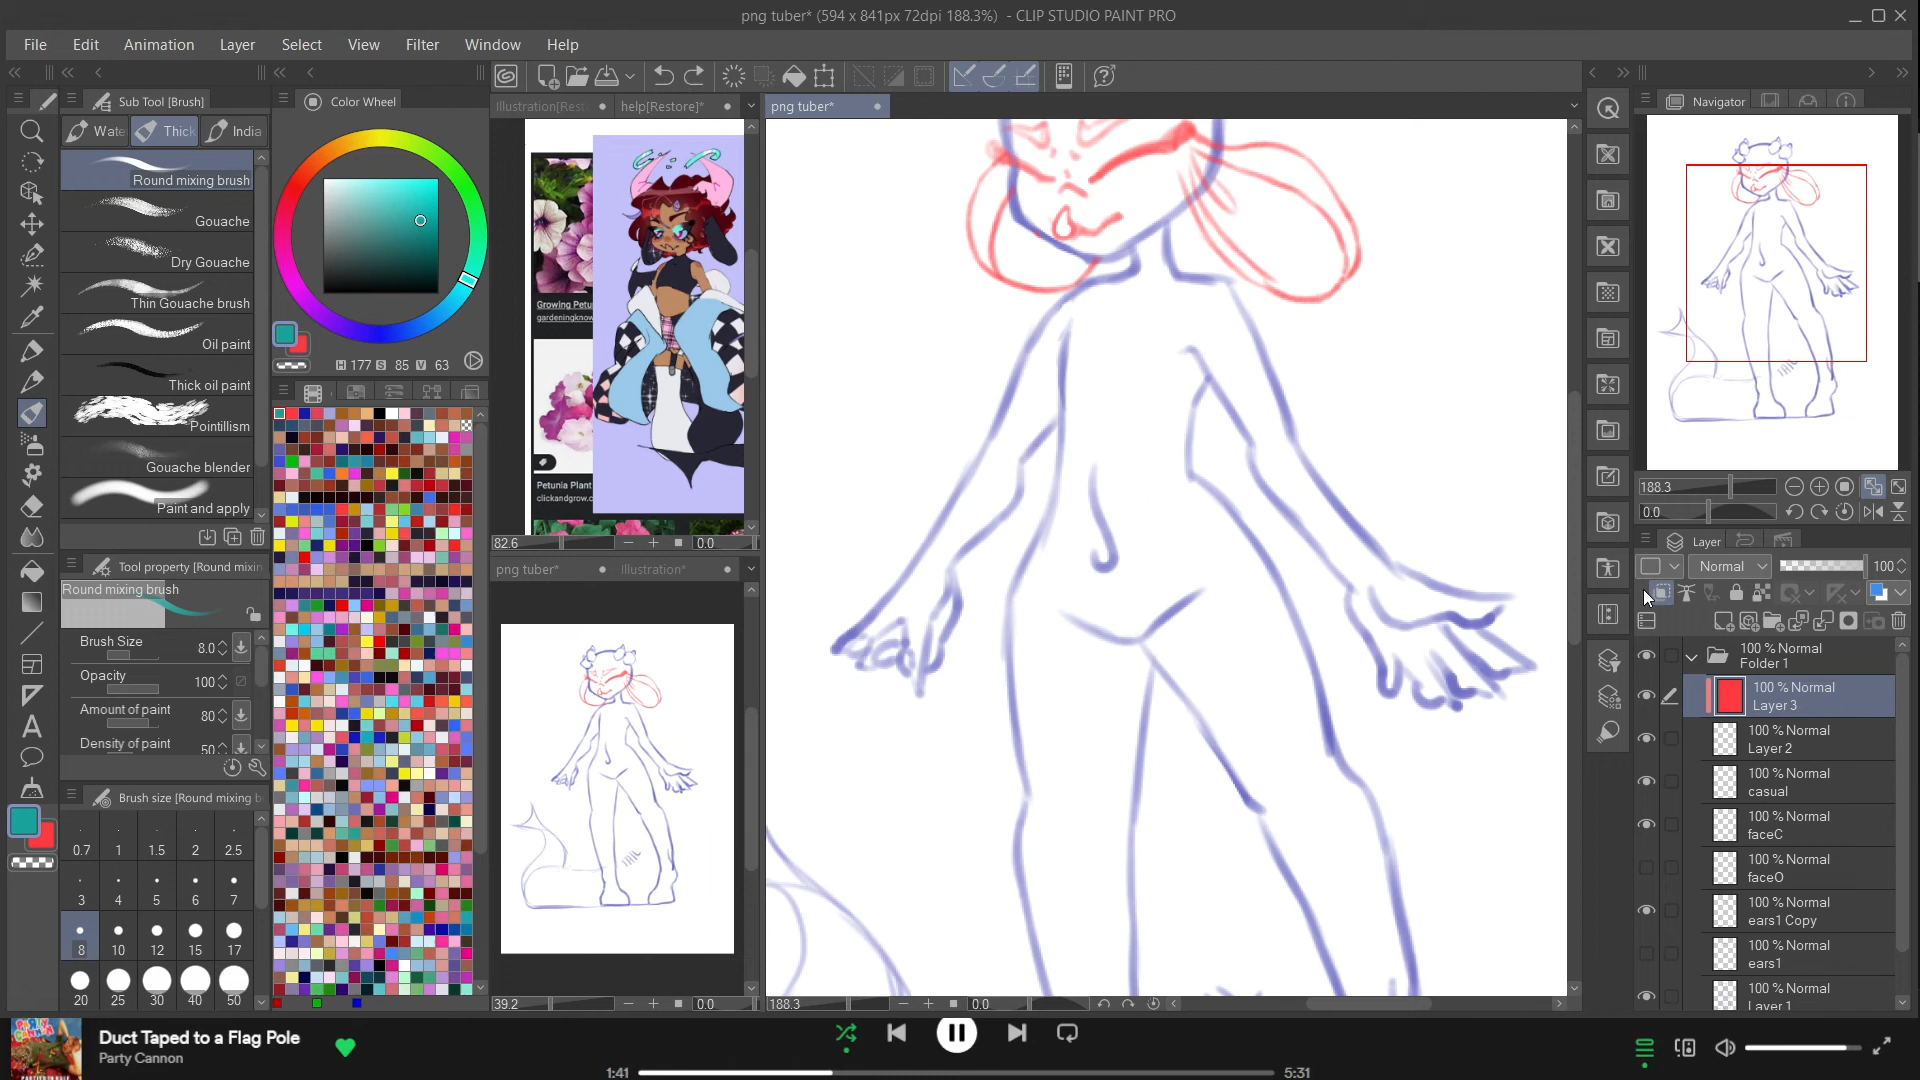 png tuber* (594 x 841px 72dpi 188.3%) - CLIP STUDIO PAINT PRO
File Edit Animation Layer Select View Filter Window Help
Sub Tool [Brush]
Wate Thick India
Round mixing brush
Gouache
Dry Gouache
Thin Gouache brush
Oil paint
Thick oil paint
Pointillism
Gouache blender
Paint and apply
Tool property [Round mixin
Round mixing brush
Brush Size 8.0
Opacity 100
Amount of paint 80
Density of paint 50
Brush size [Round mixing b
0.7 1 1.5 2 2.5
3 4 5 6 7
8 10 12 15 17
20 25 30 40 50
Color Wheel
H 177 S 85 V 63
Illustration[Rest help[Restore]*
Growing Petu
gardeningknov
Petunia Plant
clickandgrow.c
82.6 0.0
png tuber* Illustration*
TAIL
39.2 0.0
png tuber*
188.3 0.0
Navigator
TAIL
188.3
0.0
Layer
Normal 100
100 % Normal
Folder 1
100 % Normal
Layer 3
100 % Normal
Layer 2
100 % Normal
casual
100 % Normal
faceC
100 % Normal
faceO
100 % Normal
ears1 Copy
100 % Normal
ears1
100 % Normal
Layer 1
Duct Taped to a Flag Pole
Party Cannon
1:41 5:31